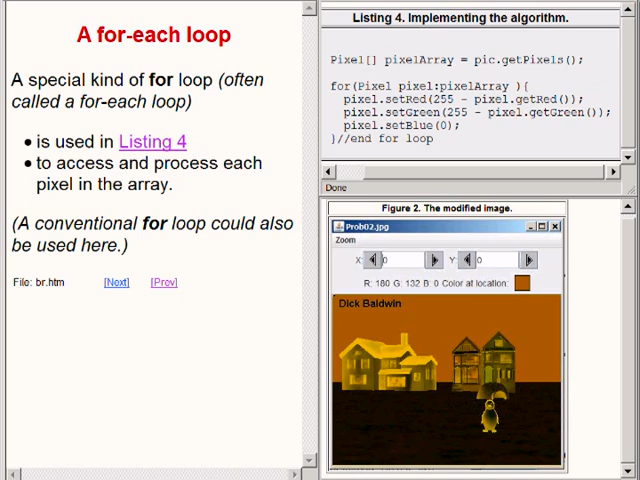 A for-each loop
A special kind of for loop (often
called a for-each loop)
is used in Listing 4
to access and process each
pixel in the array.
(A conventional for loop could also
be used here.)
File: br.htm [Next] [Prev]
Listing 4. Implementing the algorithm.
Pixel[] pixelArray = pic.getPixels();
for(Pixel pixel:pixelArray ){
pixel.setRed(255 - pixel.getRed());
pixel.setGreen(255 - pixel.getGreen());
pixel.setBlue(0);
}//end for loop
Done
Figure 2. The modified image.
Prob02.jpg
Zoom
X: 0 Y: 0
R: 180 G: 132 B: 0 Color at location:
Dick Baldwin